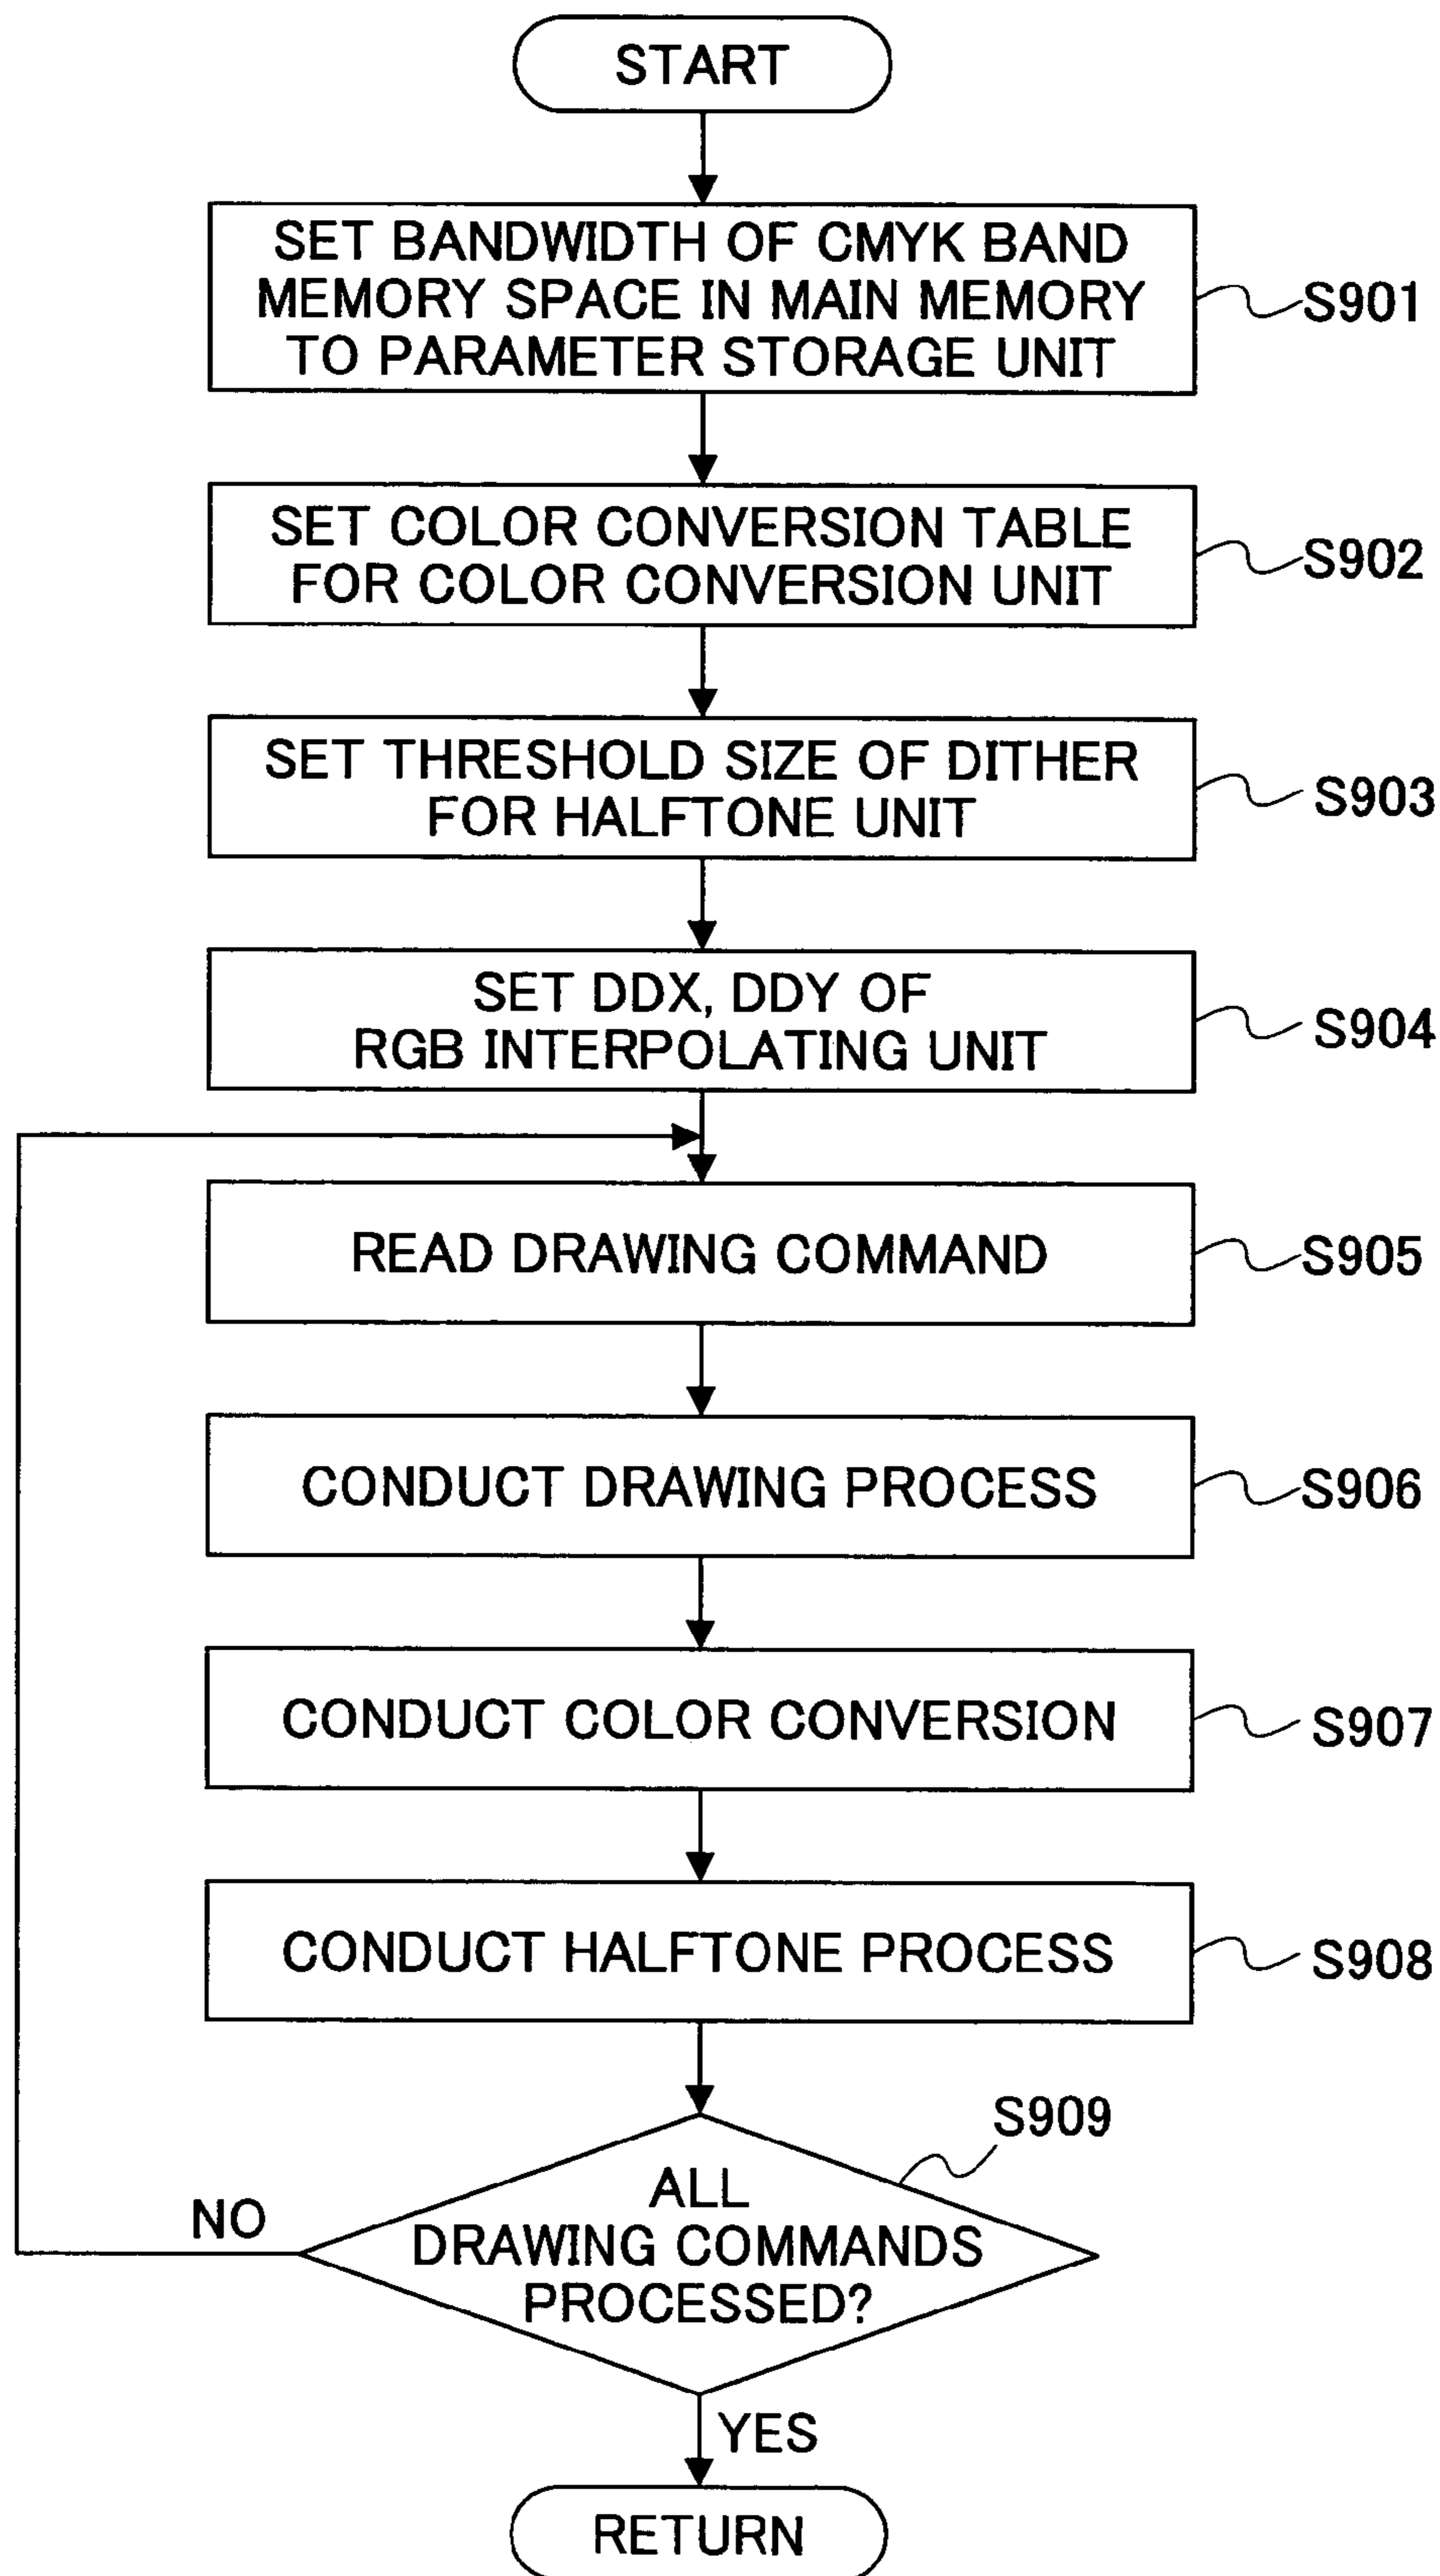 START
SET BANDWIDTH OF CMYK BAND
MEMORY SPACE IN MAIN MEMORY
TO PARAMETER STORAGE UNIT
S901
SET COLOR CONVERSION TABLE
FOR COLOR CONVERSION UNIT
S902
SET THRESHOLD SIZE OF DITHER
FOR HALFTONE UNIT
S903
SET DDX, DDY OF
RGB INTERPOLATING UNIT
S904
READ DRAWING COMMAND
S905
CONDUCT DRAWING PROCESS
S906
CONDUCT COLOR CONVERSION
S907
CONDUCT HALFTONE PROCESS
S908
S909
ALL
DRAWING COMMANDS
PROCESSED?
NO
YES
RETURN